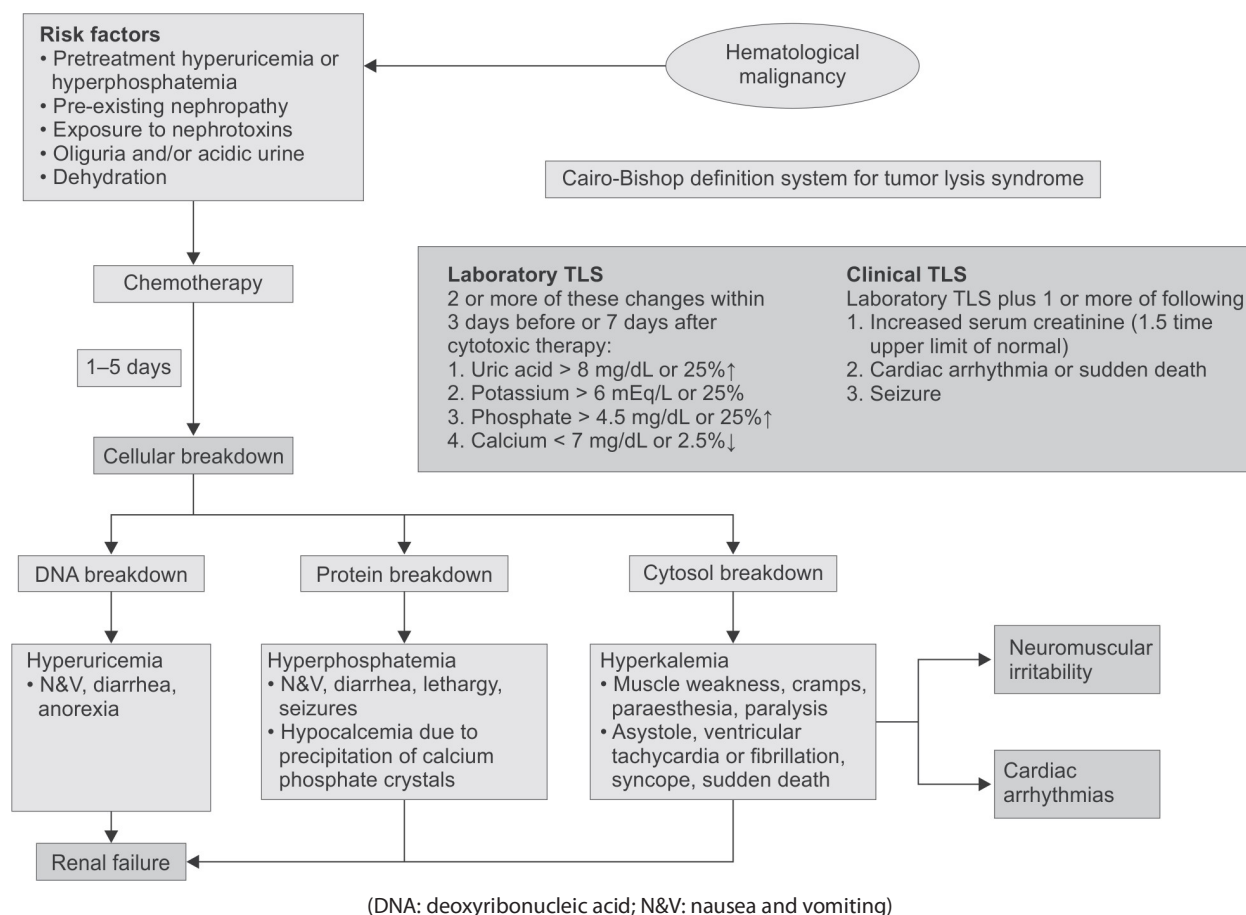 Risk factors
• Pretreatment hyperuricemia or
hyperphosphatemia
• Pre-existing nephropathy
• Exposure to nephrotoxins
• Oliguria and/or acidic urine
• Dehydration
Hematological
malignancy
Cairo-Bishop definition system for tumor lysis syndrome
Chemotherapy
1–5 days
Cellular breakdown
Laboratory TLS
2 or more of these changes within
3 days before or 7 days after
cytotoxic therapy:
1. Uric acid > 8 mg/dL or 25%↑
2. Potassium > 6 mEq/L or 25%
3. Phosphate > 4.5 mg/dL or 25%↑
4. Calcium < 7 mg/dL or 2.5%↓
Clinical TLS
Laboratory TLS plus 1 or more of following:
1. Increased serum creatinine (1.5 time
upper limit of normal)
2. Cardiac arrhythmia or sudden death
3. Seizure
DNA breakdown
Protein breakdown
Cytosol breakdown
Hyperuricemia
• N&V, diarrhea,
anorexia
Hyperphosphatemia
• N&V, diarrhea, lethargy,
seizures
• Hypocalcemia due to
precipitation of calcium
phosphate crystals
Hyperkalemia
• Muscle weakness, cramps,
paraesthesia, paralysis
• Asystole, ventricular
tachycardia or fibrillation,
syncope, sudden death
Neuromuscular
irritability
Cardiac
arrhythmias
Renal failure
(DNA: deoxyribonucleic acid; N&V: nausea and vomiting)